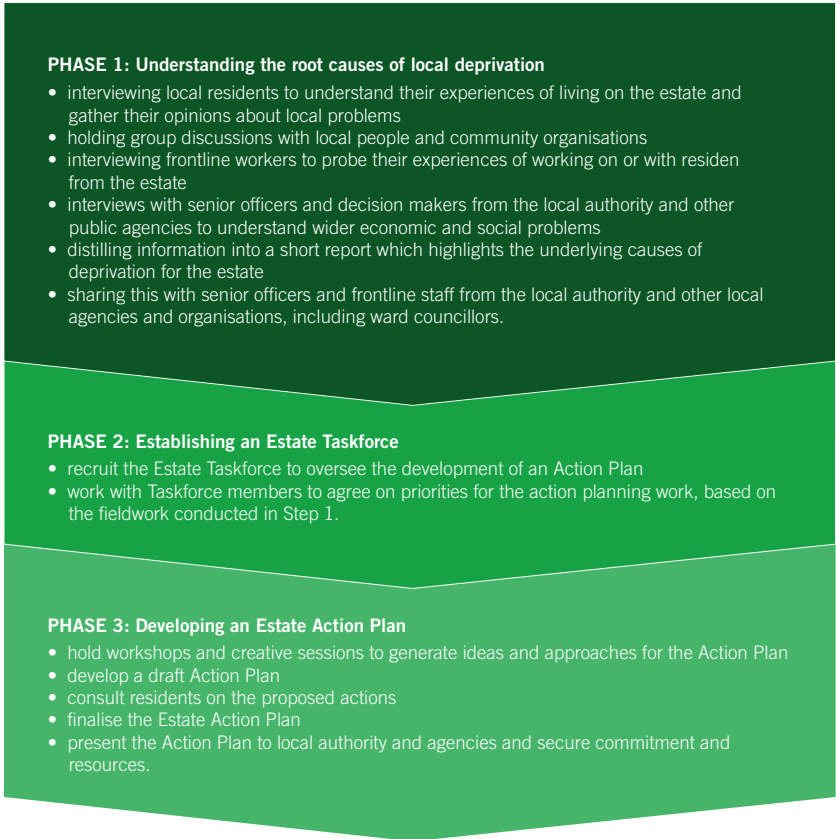 PHASE 1: Understanding the root causes of local deprivation
• interviewing local residents to understand their experiences of living on the estate and
gather their opinions about local problems
• holding group discussions with local people and community organisations
• interviewing frontline workers to probe their experiences of working on or with residen
from the estate
• interviews with senior officers and decision makers from the local authority and other
public agencies to understand wider economic and social problems
• distilling information into a short report which highlights the underlying causes of
deprivation for the estate
• sharing this with senior officers and frontline staff from the local authority and other local
agencies and organisations, including ward councillors.
PHASE 2: Establishing an Estate Taskforce
• recruit the Estate Taskforce to oversee the development of an Action Plan
• work with Taskforce members to agree on priorities for the action planning work, based on
the fieldwork conducted in Step 1.
PHASE 3: Developing an Estate Action Plan
• hold workshops and creative sessions to generate ideas and approaches for the Action Plan
• develop a draft Action Plan
• consult residents on the proposed actions
• finalise the Estate Action Plan
• present the Action Plan to local authority and agencies and secure commitment and
resources.